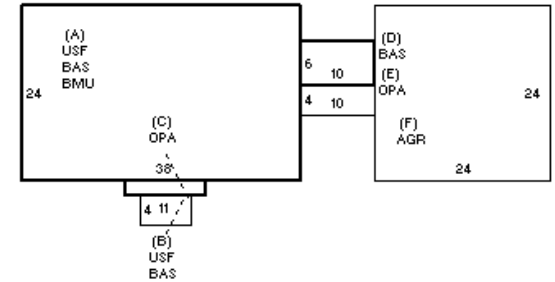 (A)
USF
BAS
BMU
24
(C)
OPA
38
4 11
(B)
USF
BAS
6
10
4
10
(D)
BAS
(E)
OPA
24
(F)
AGR
24